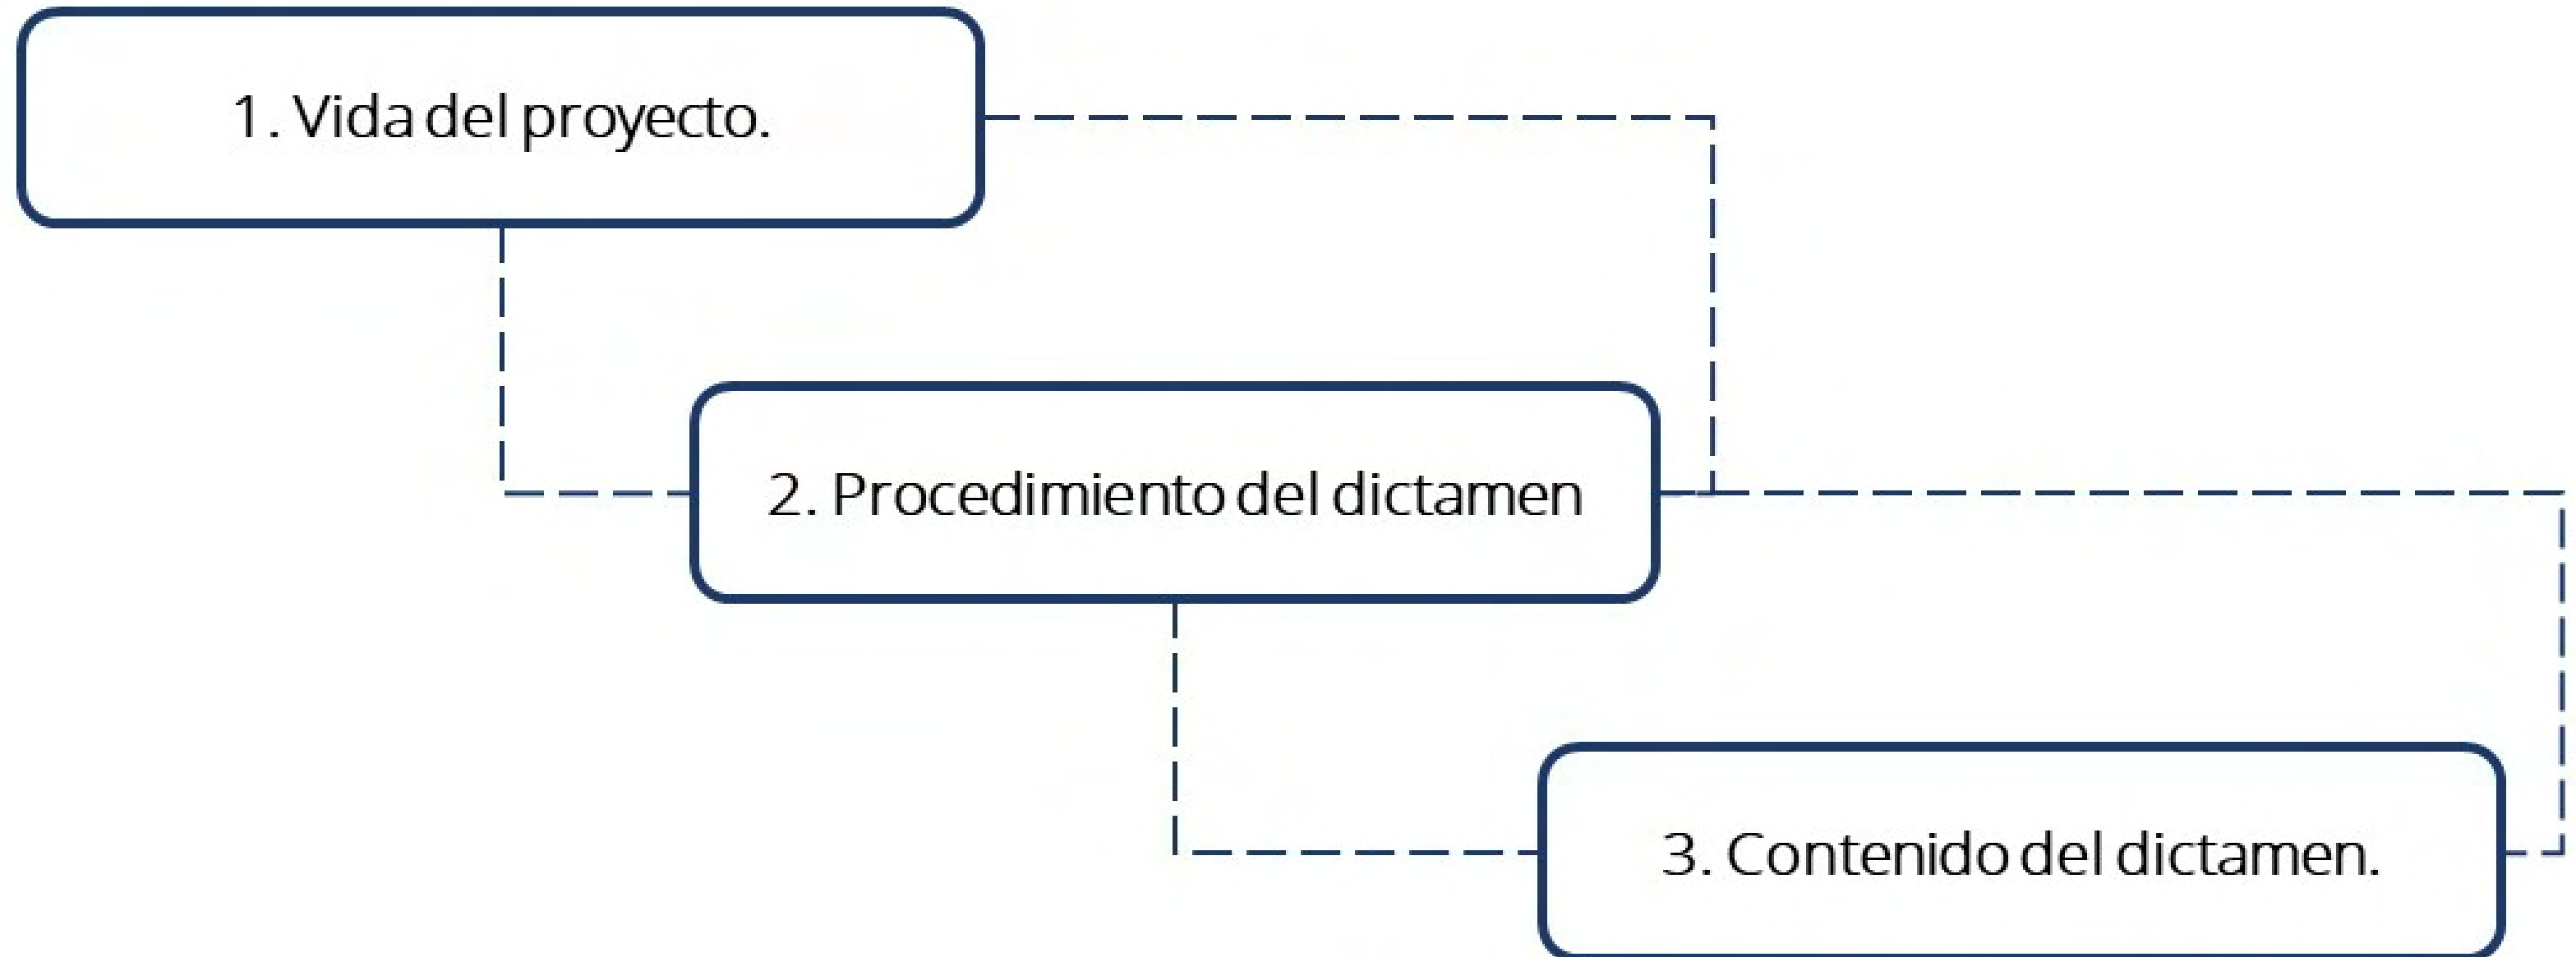 1. Vida del proyecto.
2. Procedimiento del dictamen
3. Contenido del dictamen.